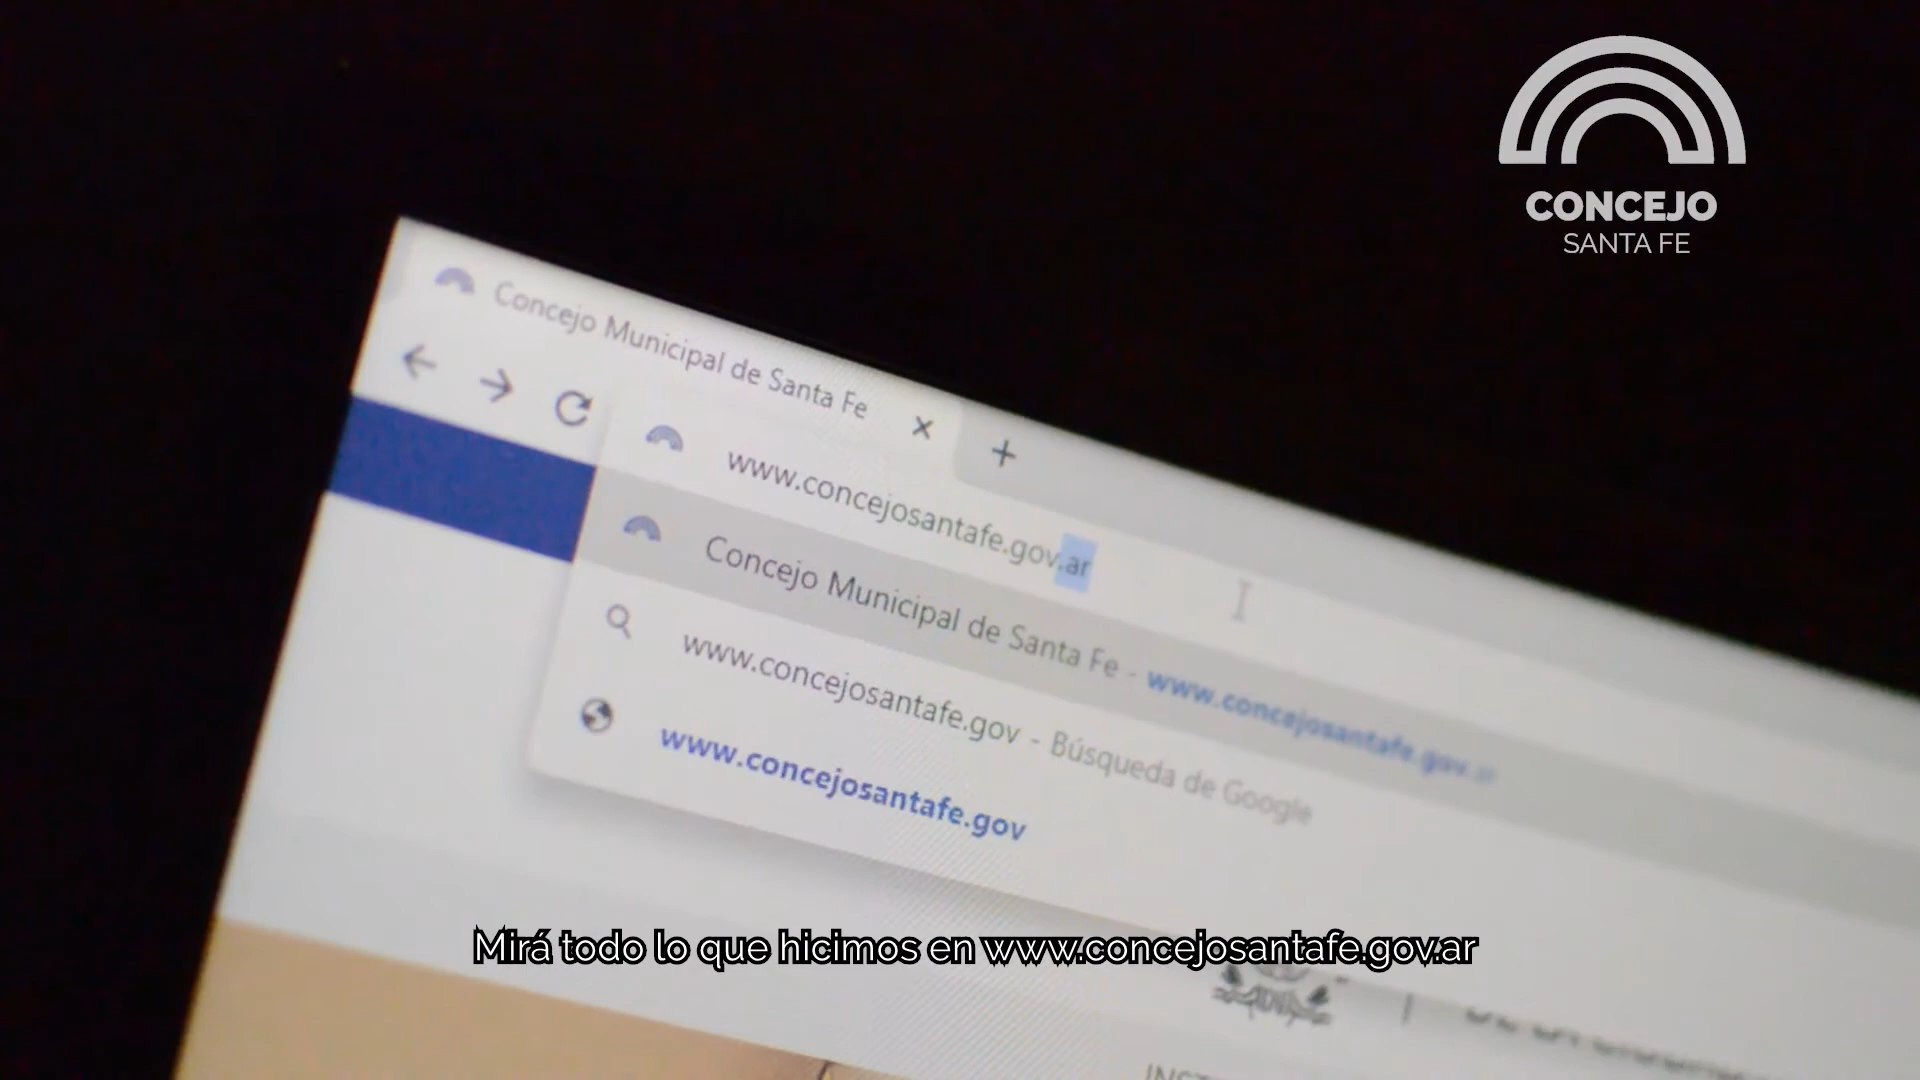 CONCEJO
SANTA FE
Concejo Municipal de Santa Fe
www.concejosantafe.gov.ar
Concejo Municipal de Santa Fe - www.concejosantafe.gov.ar
www.concejosantafe.gov - Búsqueda de Google
www.concejosantafe.gov
Mirá todo lo que hicimos en www.concejosantafe.gov.ar